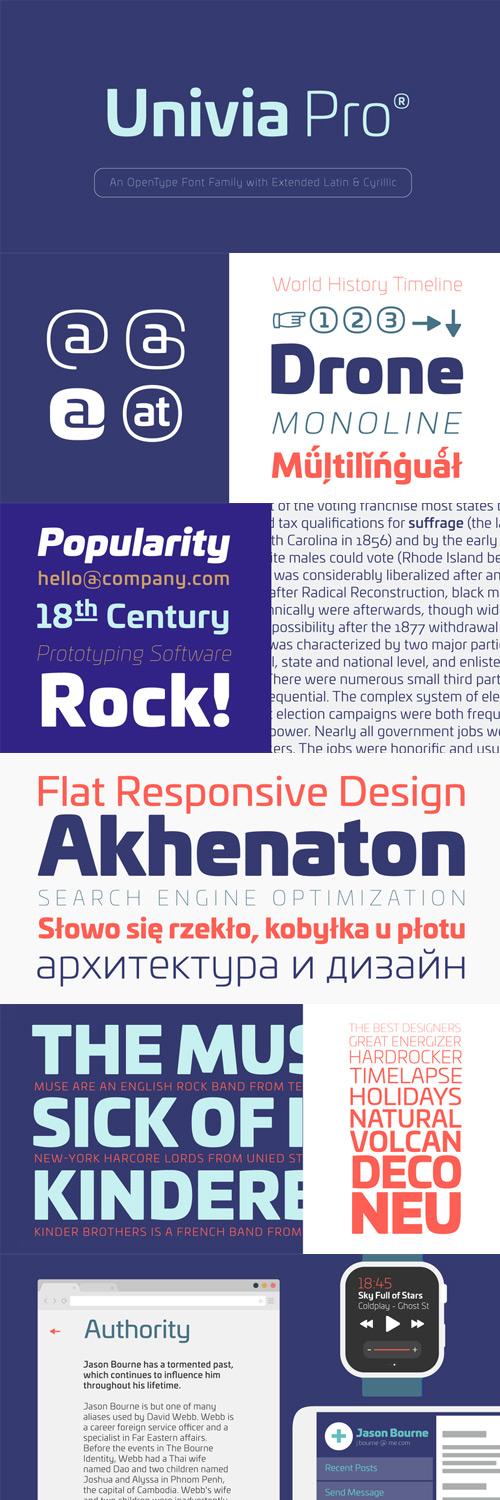 Univia Pro®
An OpenType Font Family with Extended Latin & Cyrillic
@ @
@ at
World History Timeline
☞①②③→↓
Drone
MONOLINE
Műļtilĭńġuǻł
Popularity
hello@company.com
18th Century
Prototyping Software
Rock!
of the voting franchise most states
tax qualifications for suffrage (the
Carolina in 1856) and by the early
males could vote (Rhode Island be
was considerably liberalized after an
after Radical Reconstruction, black m
were afterwards, though wid
possibility after the 1877 withdrawal
was characterized by two major parti
state and national level, and enliste
There were numerous small third part
The complex system of ele
election campaigns were both frequ
power. Nearly all government jobs w
The jobs were honorific and usu
Flat Responsive Design
Akhenaton
SEARCH ENGINE OPTIMIZATION
Słowo się rzekło, kobyłka u płotu
архитектура и дизайн
THE MUS
MUSE ARE AN ENGLISH ROCK BAND FROM TE
SICK OF
NEW-YORK HARCORE LORDS FROM UNIED ST
KINDERE
KINDER BROTHERS IS A FRENCH BAND FROM
THE BEST DESIGNERS
GREAT ENERGIZER
HARDROCKER
TIMELAPSE
HOLIDAYS
NATURAL
VOLCAN
DECO
NEU
Authority
Jason Bourne has a tormented past,
which continues to influence him
throughout his lifetime.
Jason Bourne is but one of many
aliases used by David Webb. Webb is
a career foreign service officer and a
specialist in Far Eastern affairs.
Before the events in The Bourne
Identity, Webb had a Thai wife
named Dao and two children named
Joshua and Alyssa in Phnom Penh,
the capital of Cambodia. Webb's wife
and two children were inadvertently
18:45
Sky Full of Stars
Coldplay - Ghost St
Jason Bourne
j.bourne @ me.com
Recent Posts
Send Message